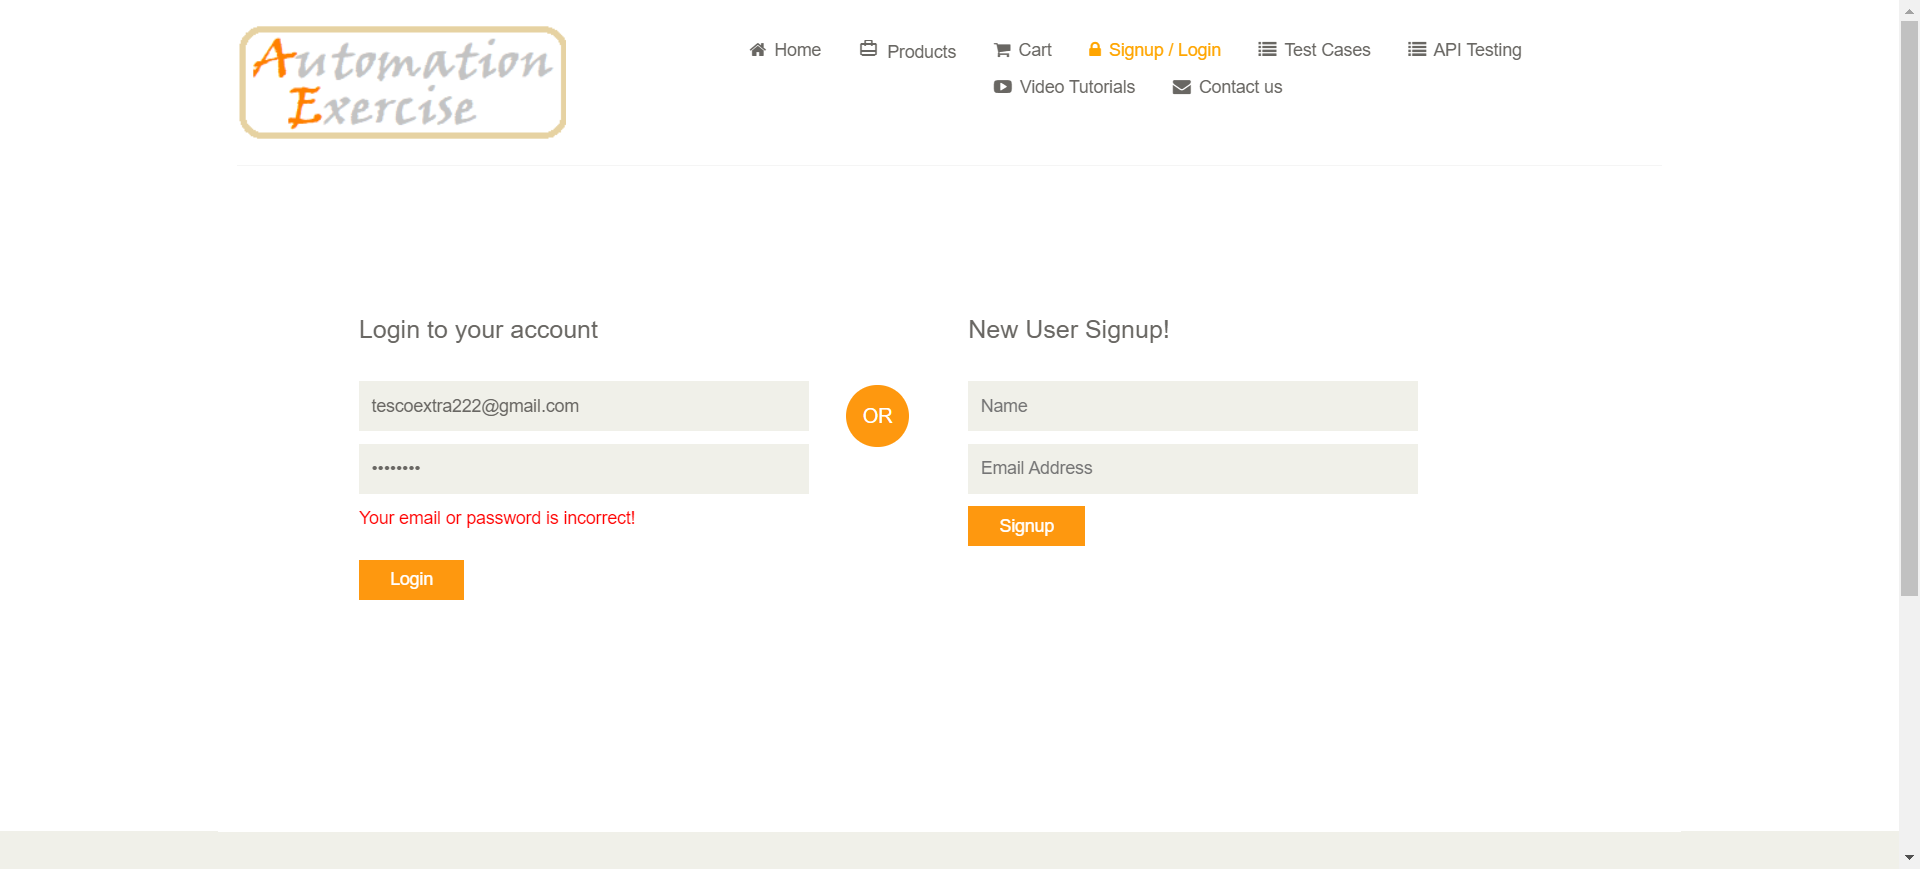 Automation
Exercise
Home Products Cart Signup / Login Test Cases API Testing
Video Tutorials Contact us
Login to your account
tescoextra222@gmail.com
••••••••
Your email or password is incorrect!
Login
OR
New User Signup!
Name
Email Address
Signup